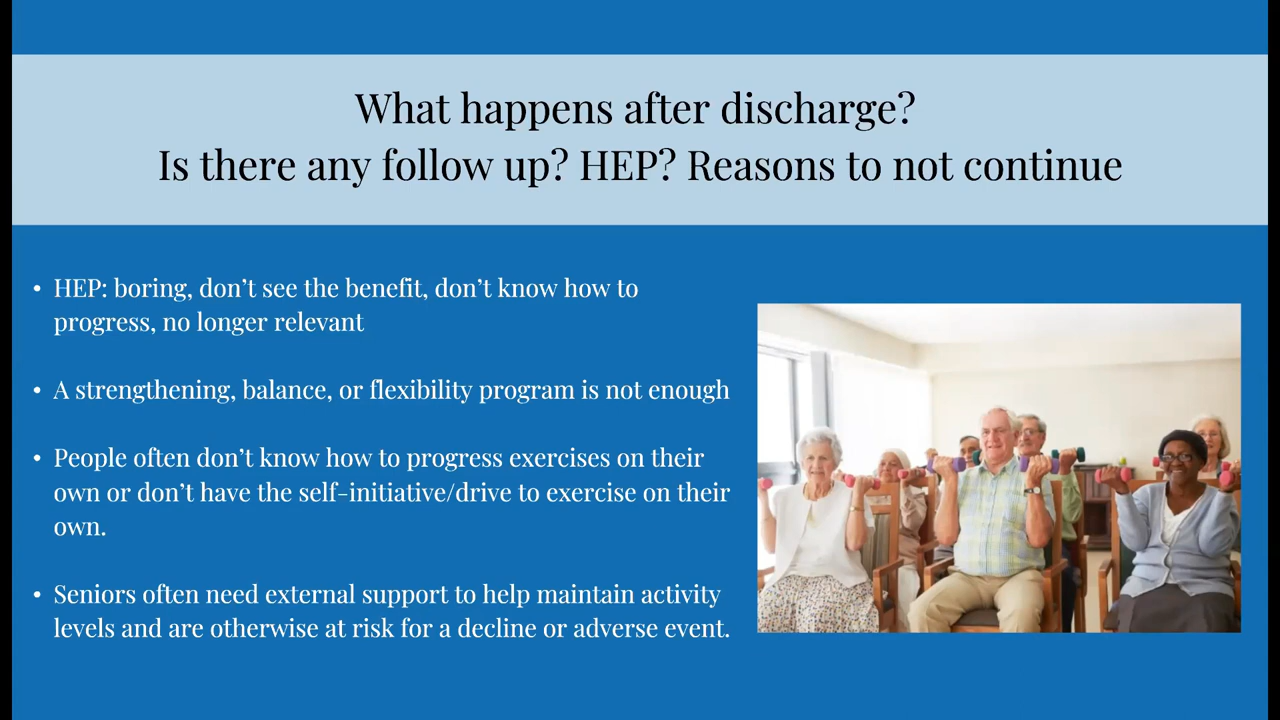 What happens after discharge?
Is there any follow up? HEP? Reasons to not continue
• HEP: boring, don’t see the benefit, don’t know how to
progress, no longer relevant
• A strengthening, balance, or flexibility program is not enough
• People often don’t know how to progress exercises on their
own or don’t have the self-initiative/drive to exercise on their
own.
• Seniors often need external support to help maintain activity
levels and are otherwise at risk for a decline or adverse event.